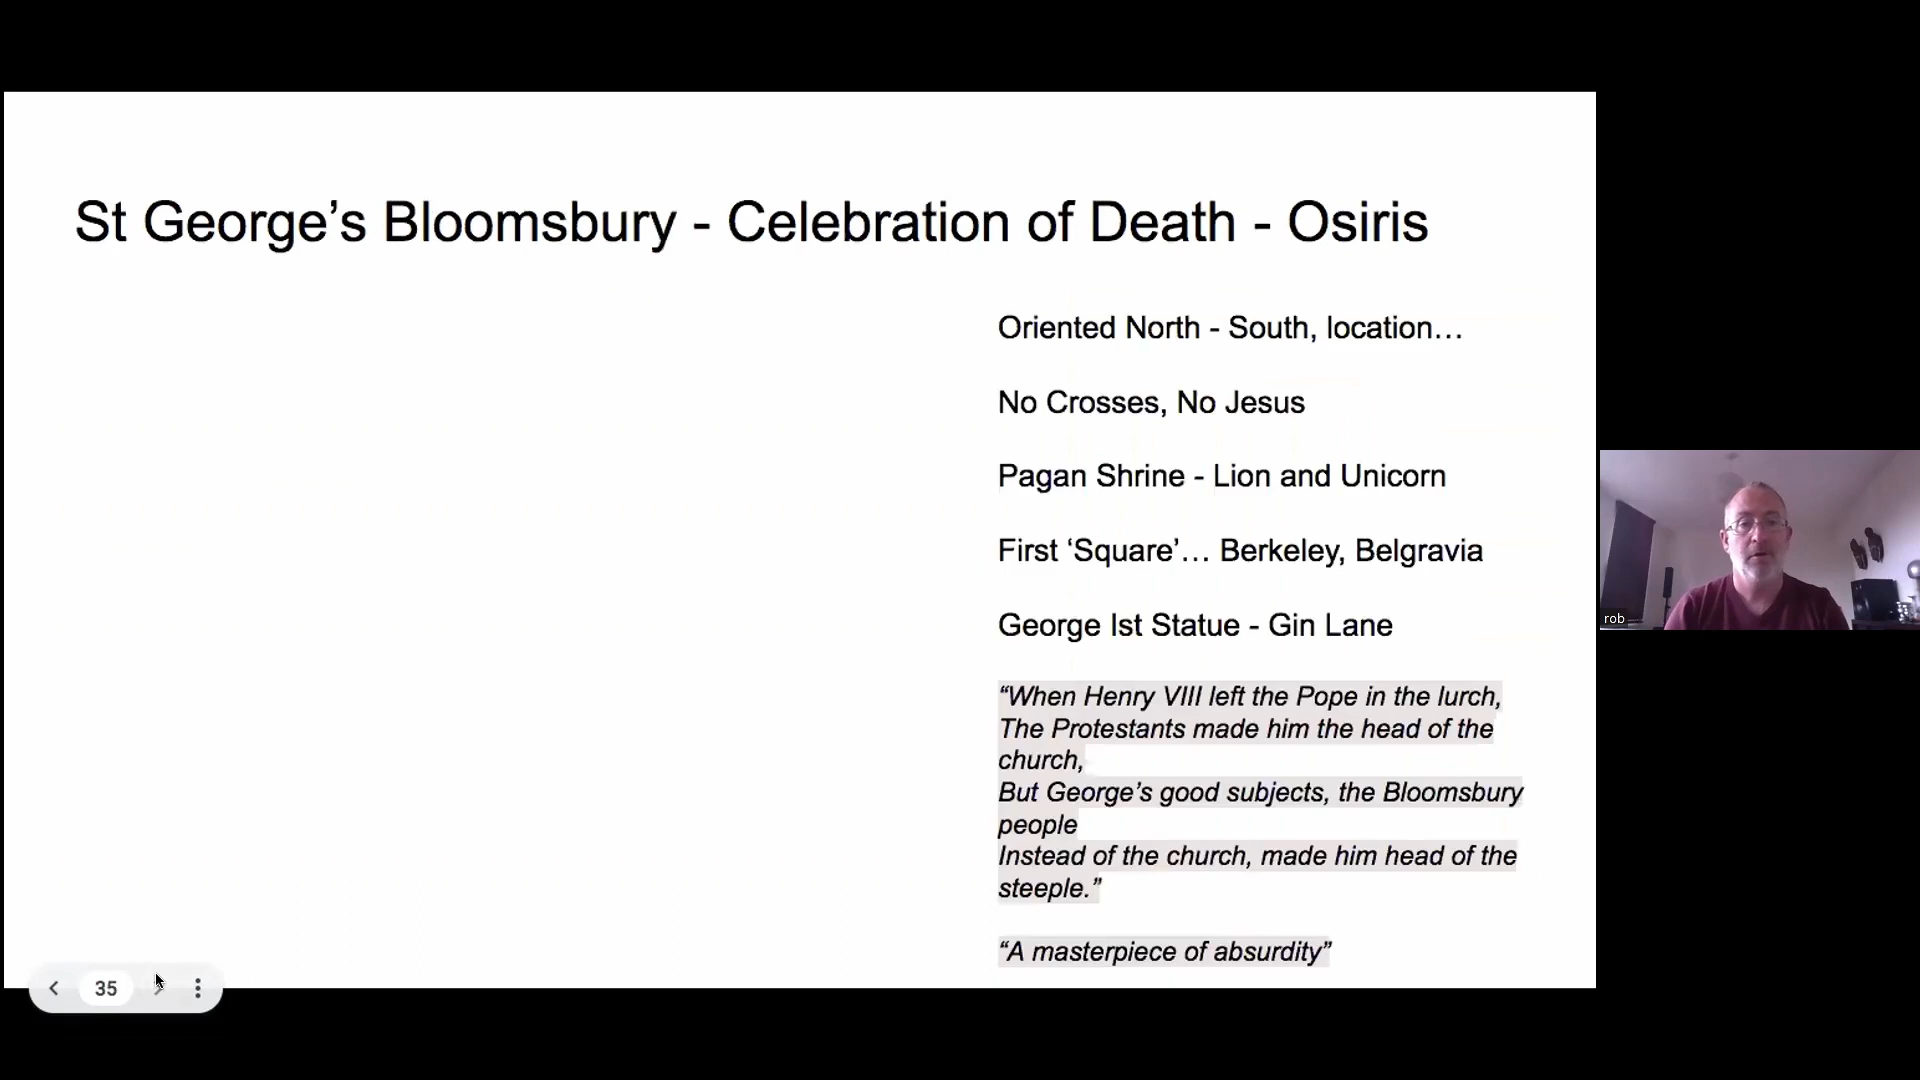 St George’s Bloomsbury - Celebration of Death - Osiris
Oriented North - South, location…
No Crosses, No Jesus
Pagan Shrine - Lion and Unicorn
First ‘Square’… Berkeley, Belgravia
George Ist Statue - Gin Lane
“When Henry VIII left the Pope in the lurch,
The Protestants made him the head of the
church,
But George’s good subjects, the Bloomsbury
people
Instead of the church, made him head of the
steeple.”
“A masterpiece of absurdity”
rob
35